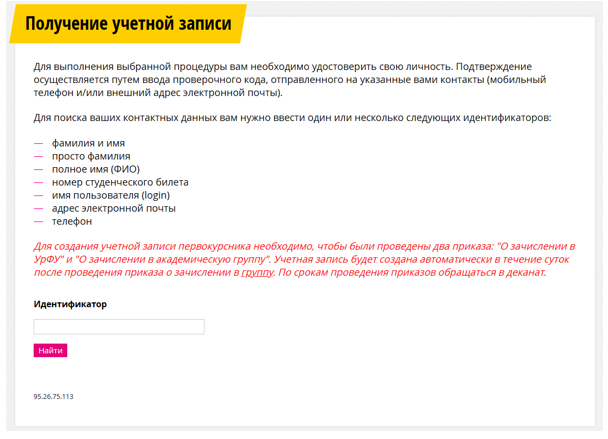 Получение учетной записи
Для выполнения выбранной процедуры вам необходимо удостоверить свою личность. Подтверждение
осуществляется путем ввода проверочного кода, отправленного на указанные вами контакты (мобильный
телефон и/или внешний адрес электронной почты).
Для поиска ваших контактных данных вам нужно ввести один или несколько следующих идентификаторов:
— фамилия и имя
— просто фамилия
— полное имя (ФИО)
— номер студенческого билета
— имя пользователя (login)
— адрес электронной почты
— телефон
Для создания учетной записи первокурсника необходимо, чтобы были проведены два приказа: "О зачислении в
УрФУ" и "О зачислении в академическую группу". Учетная запись будет создана автоматически в течение суток
после проведения приказа о зачислении в группу. По срокам проведения приказов обращаться в деканат.
Идентификатор
Найти
95.26.75.113